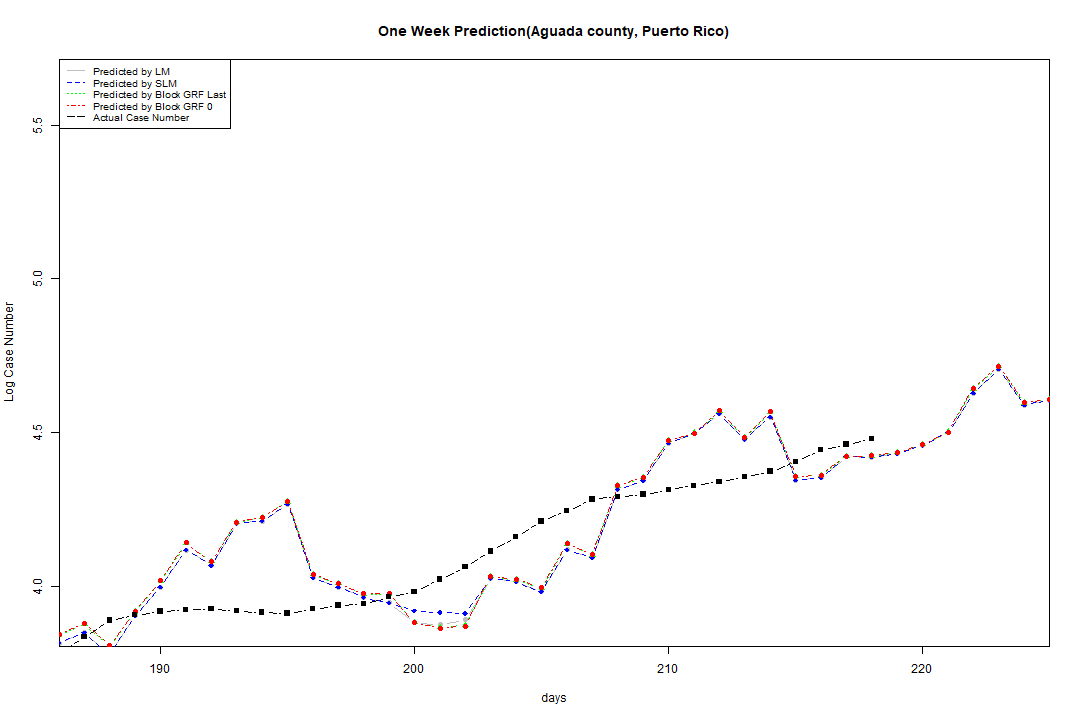 One Week Prediction(Aguada county, Puerto Rico)
Predicted by LM
Predicted by SLM
Predicted by Block GRF Last
Predicted by Block GRF 0
Actual Case Number
5.5
5.0
4.5
4.0
Log Case Number
190
200
210
220
days